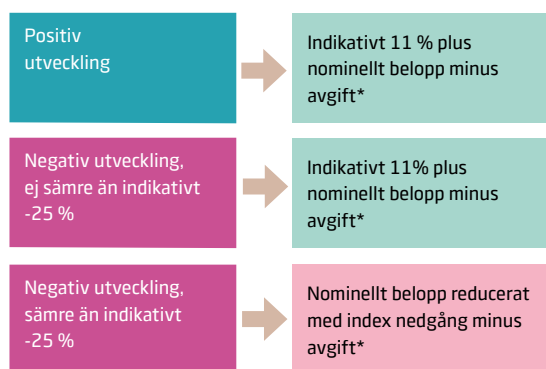 Positiv
utveckling
Indikativt 11 % plus
nominellt belopp minus
avgift*
Negativ utveckling,
ej sämre än indikativt
-25 %
Indikativt 11% plus
nominellt belopp minus
avgift*
Negativ utveckling,
sämre än indikativt
-25 %
Nominellt belopp reducerat
med index nedgång minus
avgift*